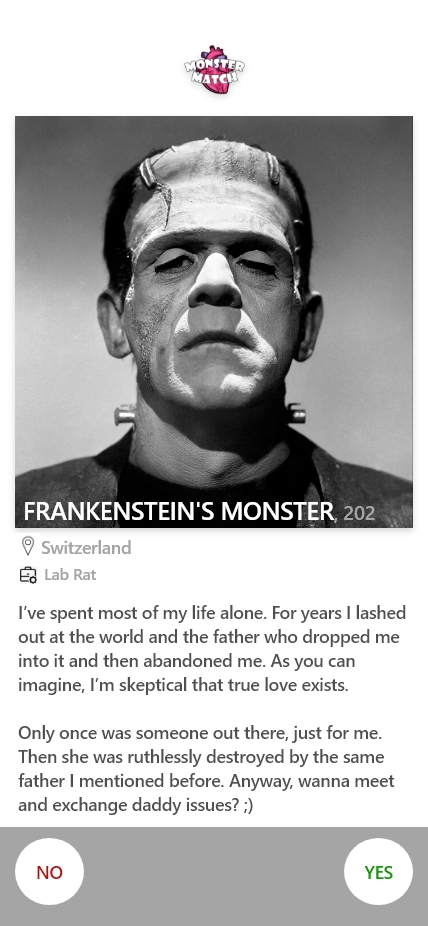 MONSTER
MATCH
FRANKENSTEIN'S MONSTER, 202
Switzerland
Lab Rat
I've spent most of my life alone. For years I lashed
out at the world and the father who dropped me
into it and then abandoned me. As you can
imagine, I'm skeptical that true love exists.
Only once was someone out there, just for me.
Then she was ruthlessly destroyed by the same
father I mentioned before. Anyway, wanna meet
and exchange daddy issues? ;)
NO
YES